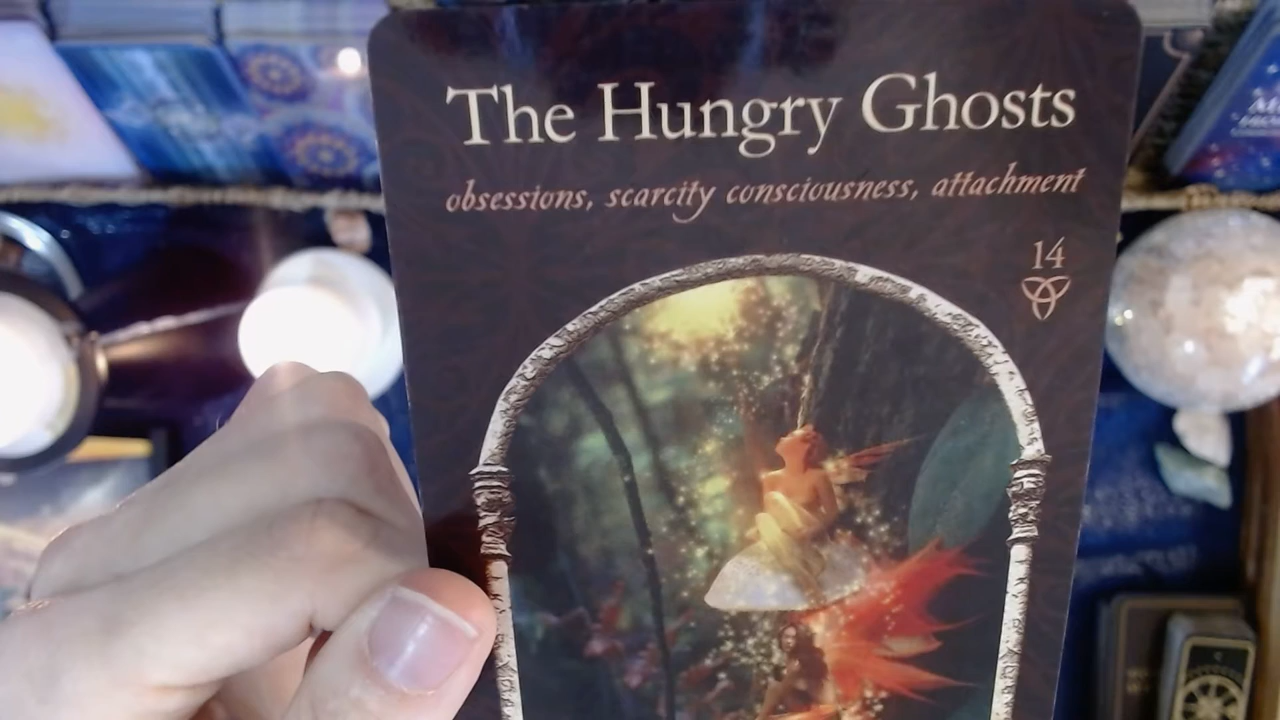 The Hungry Ghosts
obsessions, scarcity consciousness, attachment
14